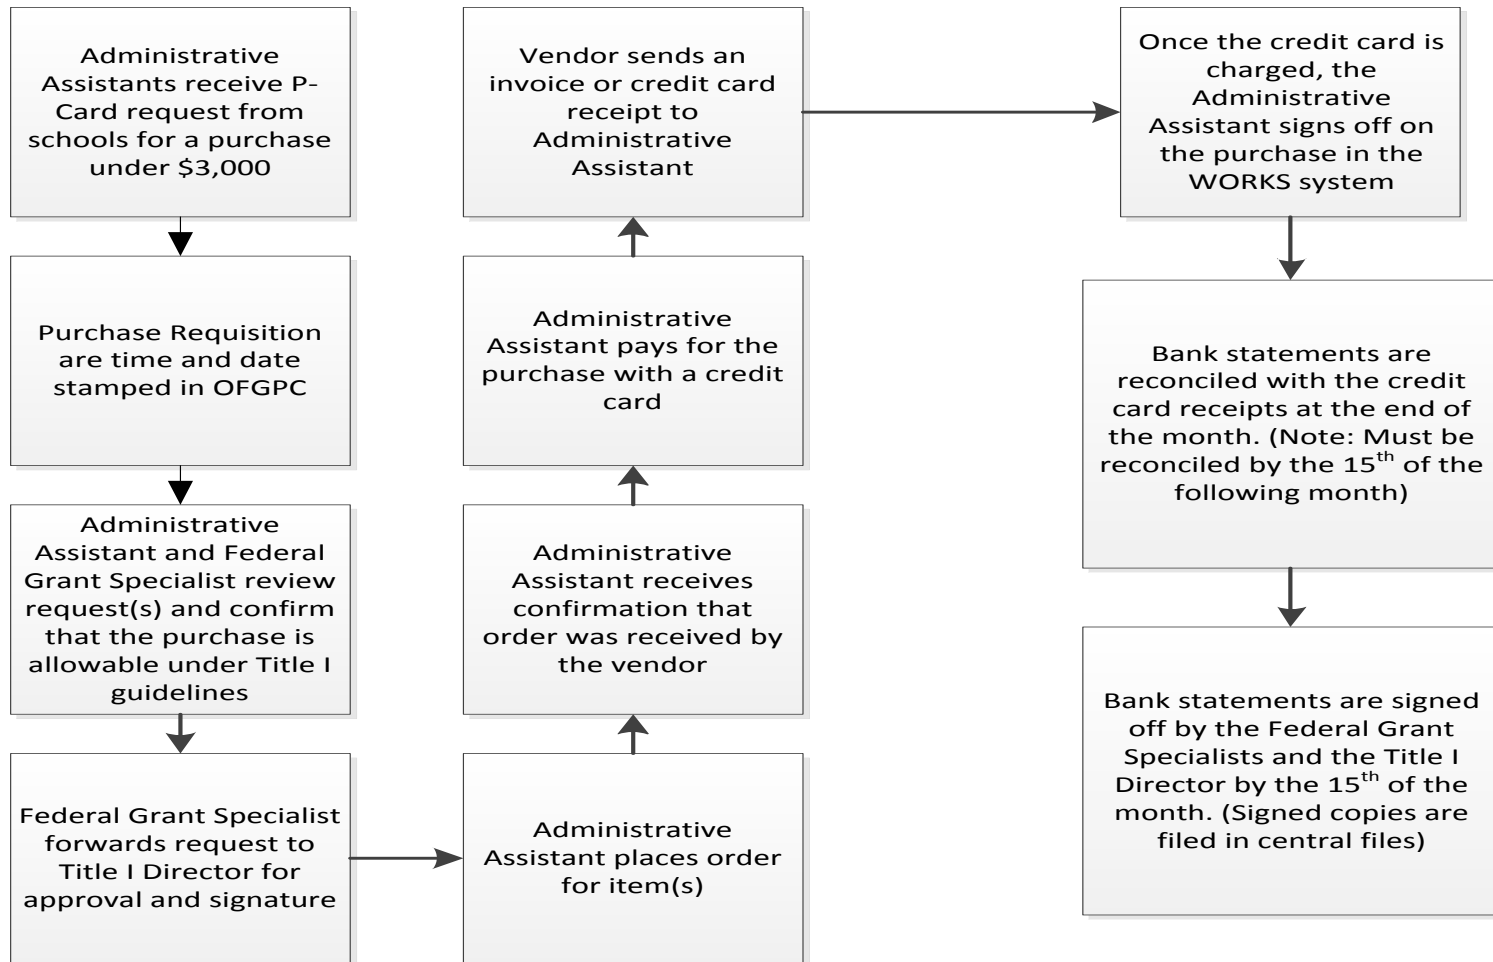 Administrative
Assistants receive P-
Card request from
schools for a purchase
under $3,000
Purchase Requisition
are time and date
stamped in OFGPC
Administrative
Assistant and Federal
Grant Specialist review
request(s) and confirm
that the purchase is
allowable under Title I
guidelines
Federal Grant Specialist
forwards request to
Title I Director for
approval and signature
Administrative
Assistant places order
for item(s)
Administrative
Assistant receives
confirmation that
order was received by
the vendor
Administrative
Assistant pays for the
purchase with a credit
card
Vendor sends an
invoice or credit card
receipt to
Administrative
Assistant
Once the credit card is
charged, the
Administrative
Assistant signs off on
the purchase in the
WORKS system
Bank statements are
reconciled with the credit
card receipts at the end of
the month. (Note: Must be
reconciled by the 15th of the
following month)
Bank statements are signed
off by the Federal Grant
Specialists and the Title I
Director by the 15th of the
month. (Signed copies are
filed in central files)